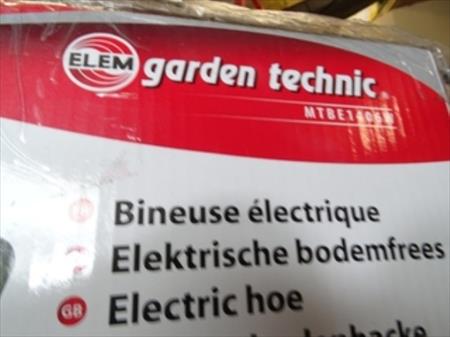 ELEM garden technic
Bineuse électrique
Elektrische bodemfrees
GB Electric hoe